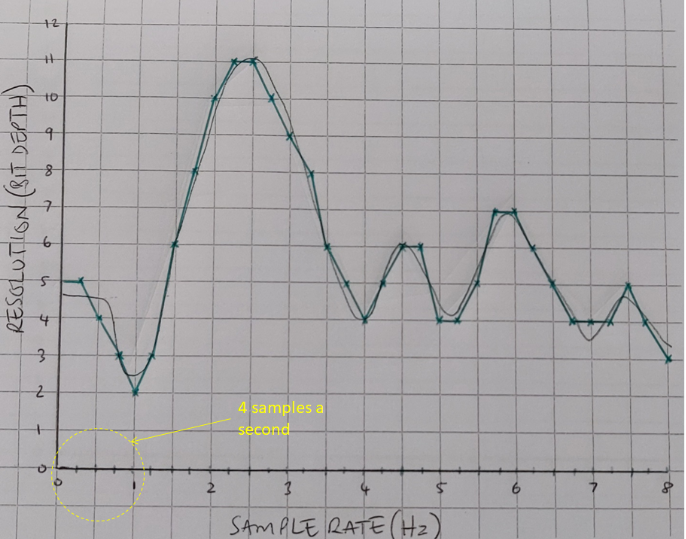 12
11
10
9
8
7
6
5
4
3
2
1
0
RESOLUTION (BIT DEPTH)
4 samples a
second
0 1 2 3 4 5 6 7 8
SAMPLE RATE (Hz)